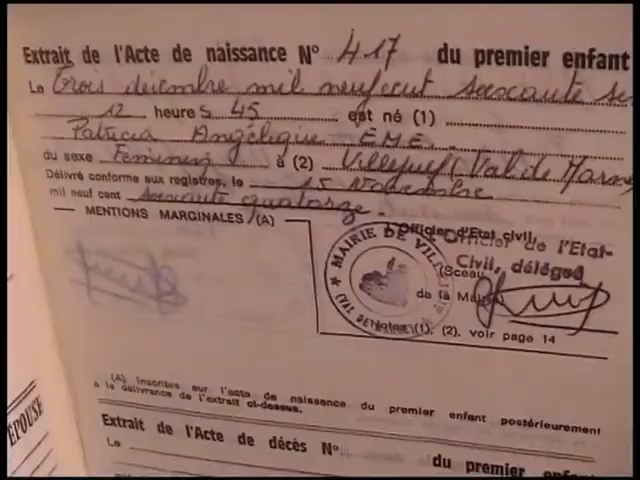 Extrait de l'Acte de naissance N° 417 du premier enfant
Le trois décembre mil neufcent soixante
12 heures 45 est né (1)
Patricia Angélique EME.
du sexe Feminin à (2) Villejuif (Val de Marne
Délivré conforme aux registres, le 15 Novembre
mil neuf cent soixante quatorze.
MENTIONS MARGINALES (A)
L'Officier d'Etat civil,
Officier de l'Etat-
Civil, délégué
(Sceau
de la Mairie
MAIRIE DE
Notes (1), (2), voir page 14
(A) Inscrites sur l'acte de naissance du premier enfant postérieurement
à la délivrance de l'extrait ci-dessus.
EPOUSE
Extrait de l'Acte de décès N° du premier enfant
Le